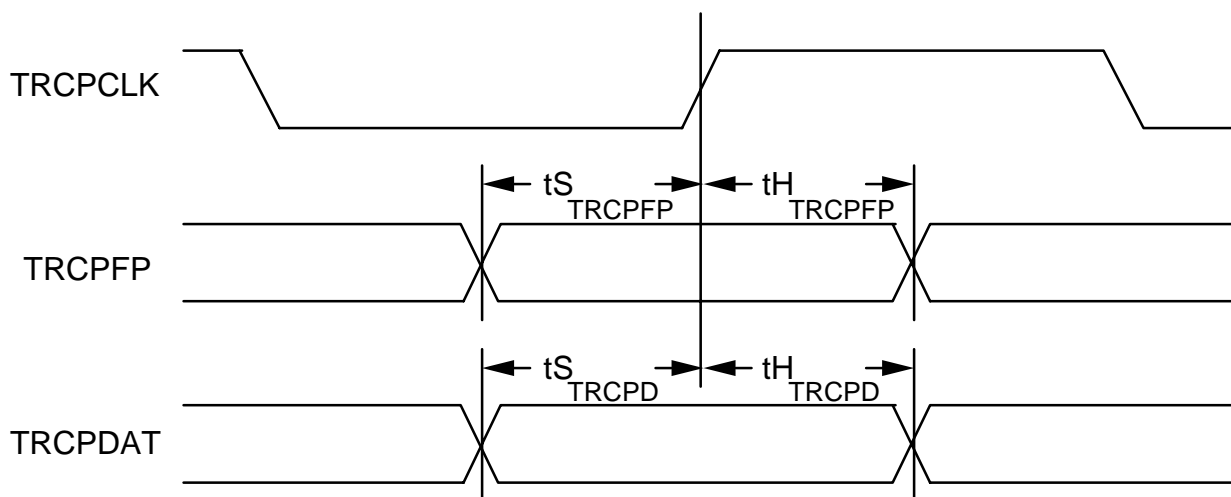 TRCPCLK
tS TRCPFP tH TRCPFP
TRCPFP
tS TRCPD tH TRCPD
TRCPDAT